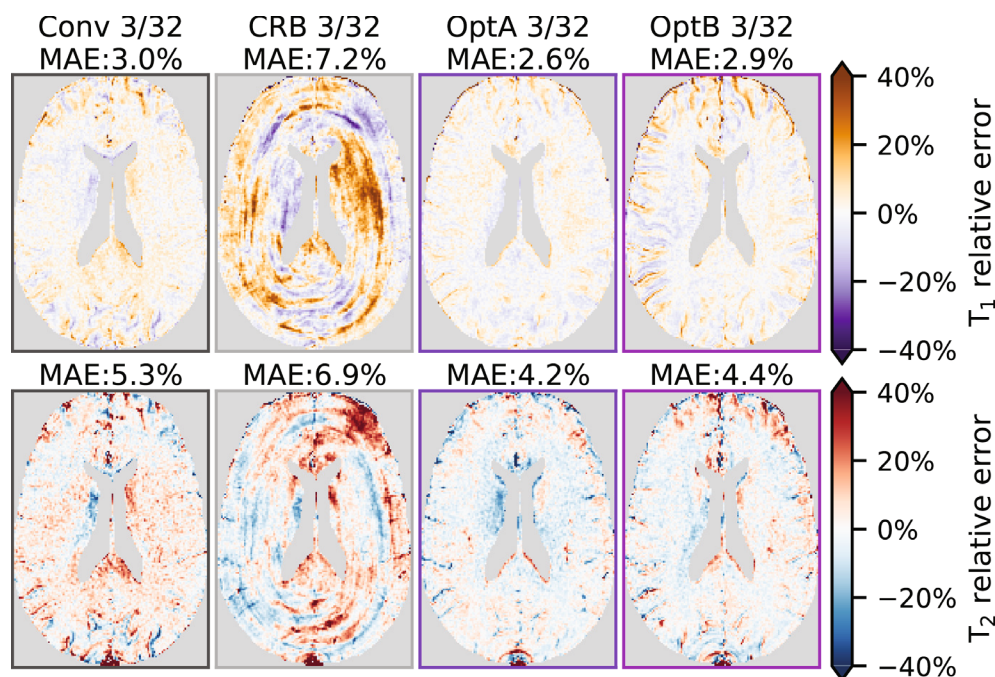 Conv 3/32 CRB 3/32 OptA 3/32 OptB 3/32
MAE:3.0% MAE:7.2% MAE:2.6% MAE:2.9%
40%
20%
0%
−20%
−40%
T₁ relative error
MAE:5.3% MAE:6.9% MAE:4.2% MAE:4.4%
40%
20%
0%
−20%
−40%
T₂ relative error